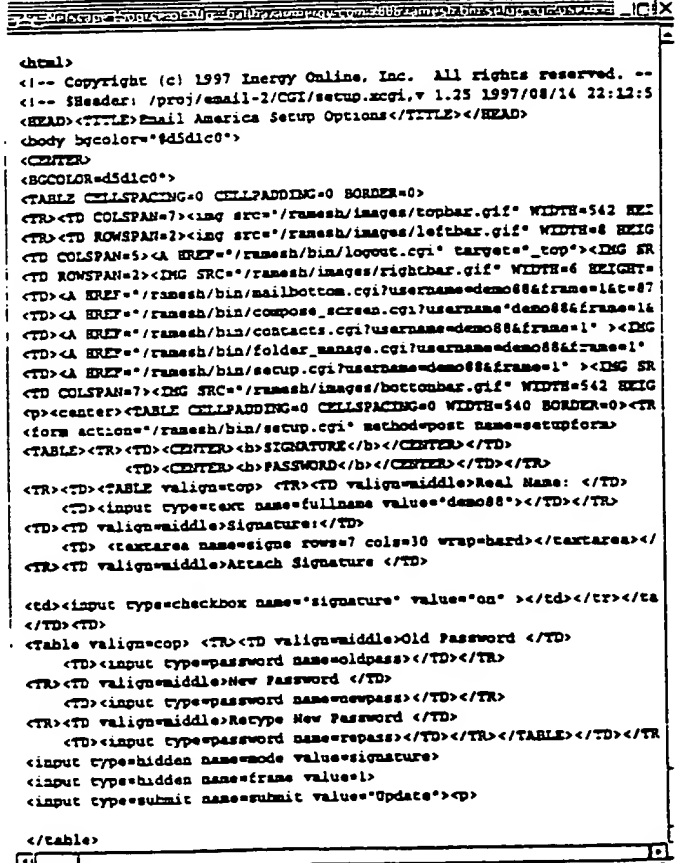 <html>
<!-- Copyright (c) 1997 Inergy Online, Inc. All rights reserved. --
<!-- $Header: /proj/email-2/CGI/setup.xcgi,v 1.25 1997/08/14 22:12:5
<HEAD><TITLE>Email America Setup Options</TITLE></HEAD>
<body bgcolor="#d5d1c0">
<CENTER>
<BGCOLOR=d5d1c0">
<TABLE CELLSPACING=0 CELLPADDING=0 BORDER=0>
<TR><TD COLSPAN=7><img src="/ramesh/images/topbar.gif" WIDTH=542 HEI
<TR><TD ROWSPAN=2><img src="/ramesh/images/leftbar.gif" WIDTH=8 HEIG
<TD COLSPAN=5><A HREF="/ramesh/bin/logout.cgi" target="_top"><IMG SR
<TD ROWSPAN=2><IMG SRC="/ramesh/images/rightbar.gif" WIDTH=6 HEIGHT=
<TD><A HREF="/ramesh/bin/mailbottom.cgi?username=demo88&frame=1&t=87
<TD><A HREF="/ramesh/bin/compose_screen.cgi?username=demo88&frame=1&
<TD><A HREF="/ramesh/bin/contacts.cgi?username=demo88&frame=1" ><IMG
<TD><A HREF="/ramesh/bin/folder_manage.cgi?username=demo88&frame=1"
<TD><A HREF="/ramesh/bin/setup.cgi?username=demo88&frame=1" ><IMG SR
<TD COLSPAN=7><IMG SRC="/ramesh/images/bottombar.gif" WIDTH=542 HEIG
<p><center><TABLE CELLPADDING=0 CELLSPACING=0 WIDTH=540 BORDER=0><TR
<form action="/ramesh/bin/setup.cgi" method=post name=setupform>
<TABLE><TR><TD><CENTER><b>SIGNATURE</b></CENTER></TD>
<TD><CENTER><b>PASSWORD</b></CENTER></TD></TR>
<TR><TD><TABLE valign=top> <TR><TD valign=middle>Real Name: </TD>
<TD><input type=text name=fullname value="demo88"></TD></TR>
<TD><TD valign=middle>Signature:</TD>
<TD> <textarea name=signe rows=7 cols=30 wrap=hard></textarea></
<TR><TD valign=middle>Attach Signature </TD>
<td><input type=checkbox name="signature" value="on" ></td></tr></ta
</TD><TD>
<Table valign=top> <TR><TD valign=middle>Old Password </TD>
<TD><input type=password name=oldpass></TD></TR>
<TR><TD valign=middle>New Password </TD>
<TD><input type=password name=newpass></TD></TR>
<TR><TD valign=middle>Retype New Password </TD>
<TD><input type=password name=repass></TD></TR></TABLE></TD></TR
<input type=hidden name=mode value=signature>
<input type=hidden name=frame value=1>
<input type=submit name=submit value="Update"><p>
</table>